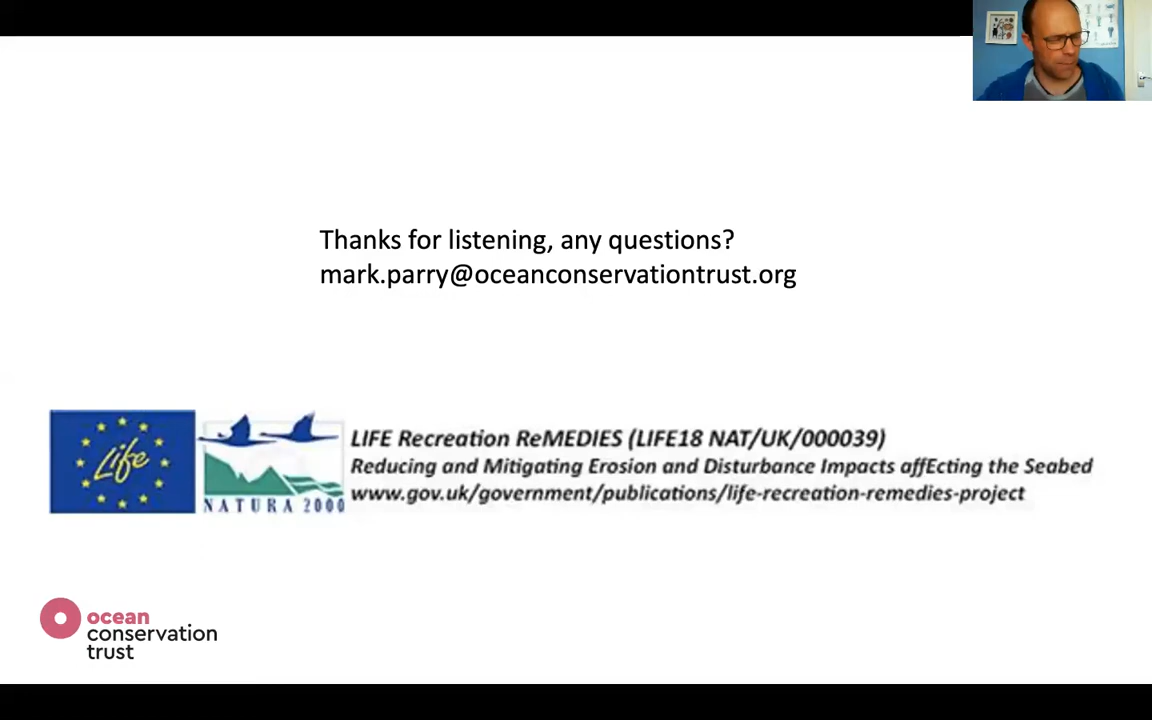 Thanks for listening, any questions?
mark.parry@oceanconservationtrust.org
Life
NATURA 2000
LIFE Recreation ReMEDIES (LIFE18 NAT/UK/000039)
Reducing and Mitigating Erosion and Disturbance Impacts affEcting the Seabed
www.gov.uk/government/publications/life-recreation-remedies-project
ocean
conservation
trust